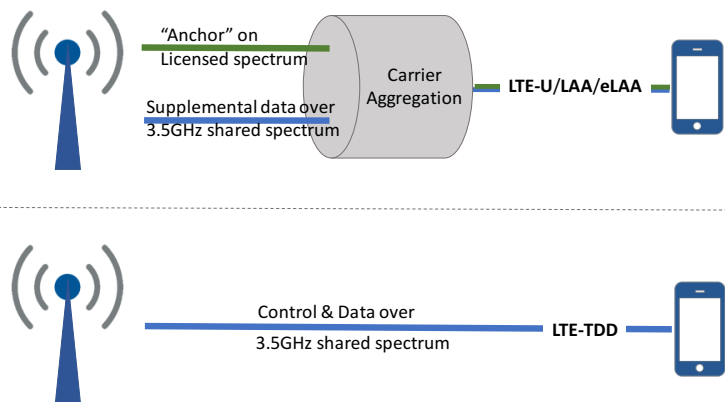 “Anchor” on
Licensed spectrum
Supplemental data over
3.5GHz shared spectrum
Carrier
Aggregation
LTE-U/LAA/eLAA
Control & Data over
3.5GHz shared spectrum
LTE-TDD